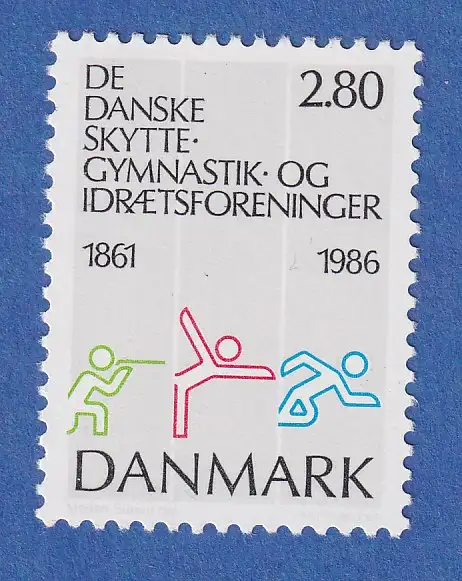 DE
DANSKE
SKYTTE·
GYMNASTIK· OG
IDRÆTSFORENINGER
2.80
1861 1986
DANMARK